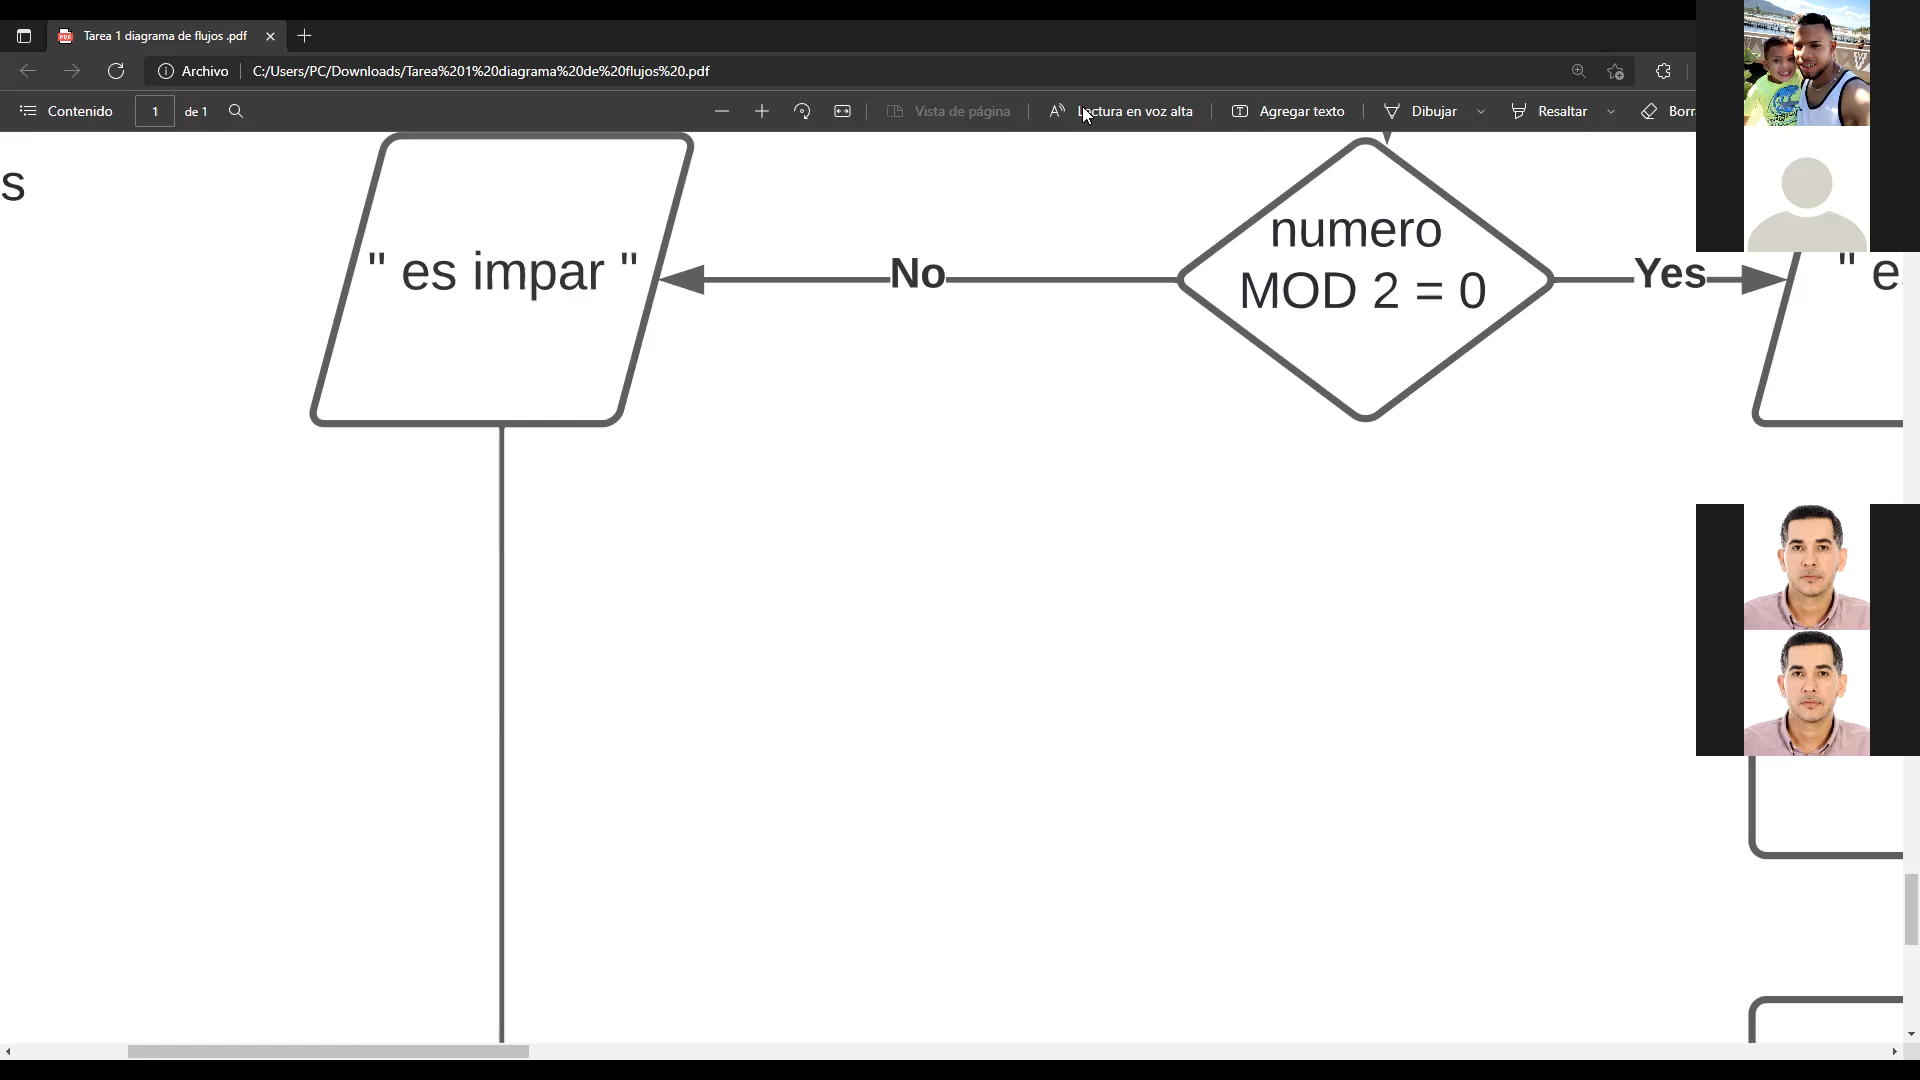 Tarea 1 diagrama de flujos .pdf
Archivo
C:/Users/PC/Downloads/Tarea%201%20diagrama%20de%20flujos%20.pdf
Contenido
1
de 1
Vista de página
Lectura en voz alta
Agregar texto
Dibujar
Resaltar
Borr
s
" es impar "
No
numero
MOD 2 = 0
Yes
" e